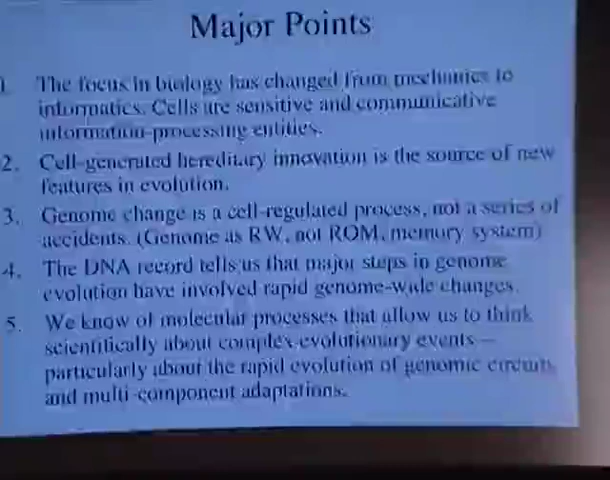 Major Points
1. The focus in biology has changed from mechanics to
informatics. Cells are sensitive and communicative
information-processing entities.
2. Cell-generated hereditary innovation is the source of new
features in evolution.
3. Genome change is a cell-regulated process, not a series of
accidents. (Genome as RW, not ROM, memory system)
4. The DNA record tells us that major steps in genome
evolution have involved rapid genome-wide changes.
5. We know of molecular processes that allow us to think
scientifically about complex evolutionary events –
particularly about the rapid evolution of genomic circuits
and multi-component adaptations.